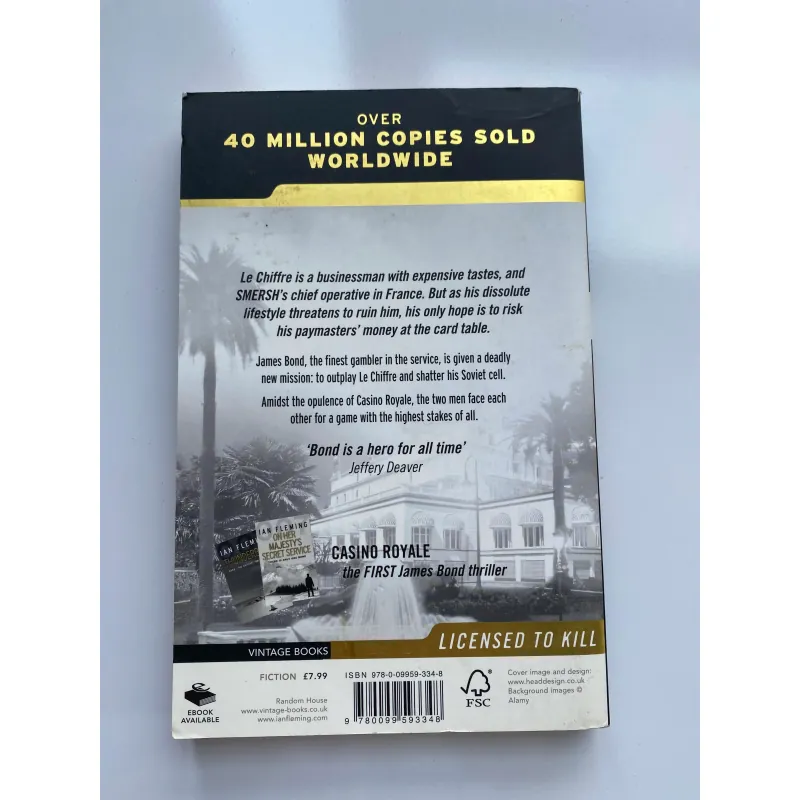 OVER
40 MILLION COPIES SOLD
WORLDWIDE
Le Chiffre is a businessman with expensive tastes, and
SMERSH's chief operative in France. But as his dissolute
lifestyle threatens to ruin him, his only hope is to risk
his paymasters' money at the card table.
James Bond, the finest gambler in the service, is given a deadly
new mission: to outplay Le Chiffre and shatter his Soviet cell.
Amidst the opulence of Casino Royale, the two men face each
other for a game with the highest stakes of all.
'Bond is a hero for all time'
Jeffery Deaver
IAN FLEM
IAN FLEMING
ON HER
MAJESTY'S
SECRET SERVICE
CASINO ROYALE
the FIRST James Bond thriller
LICENSED TO KILL
VINTAGE BOOKS
FICTION £7.99
Random House
www.vintage-books.co.uk
www.ianfleming.com
EBOOK
AVAILABLE
ISBN 978-0-09959-334-8
9 780099 593348
FSC
Cover image and design:
www.headdesign.co.uk
Background images ©
Alamy